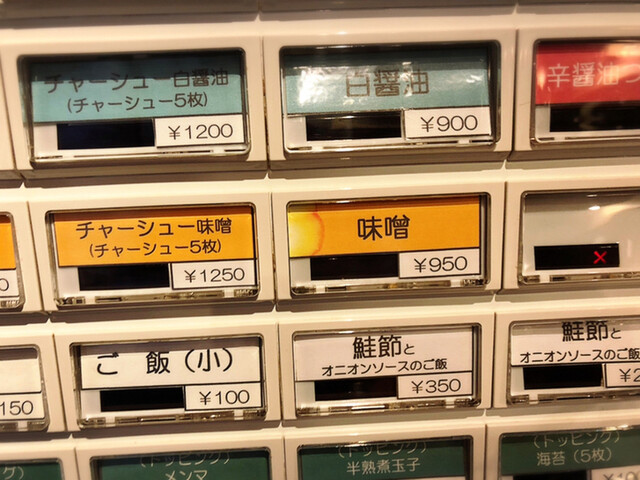 チャーシュー白醤油
(チャーシュー5枚)
¥1200
白醤油
¥900
辛醤油
チャーシュー味噌
(チャーシュー5枚)
¥1250
味噌
¥950
×
150
ご飯(小)
¥100
鮭節と
オニオンソースのご飯
¥350
鮭節と
オニオンソースのご飯
(トッピング)
メンマ
(トッピング)
半熟煮玉子
(トッピング)
海苔(5枚)